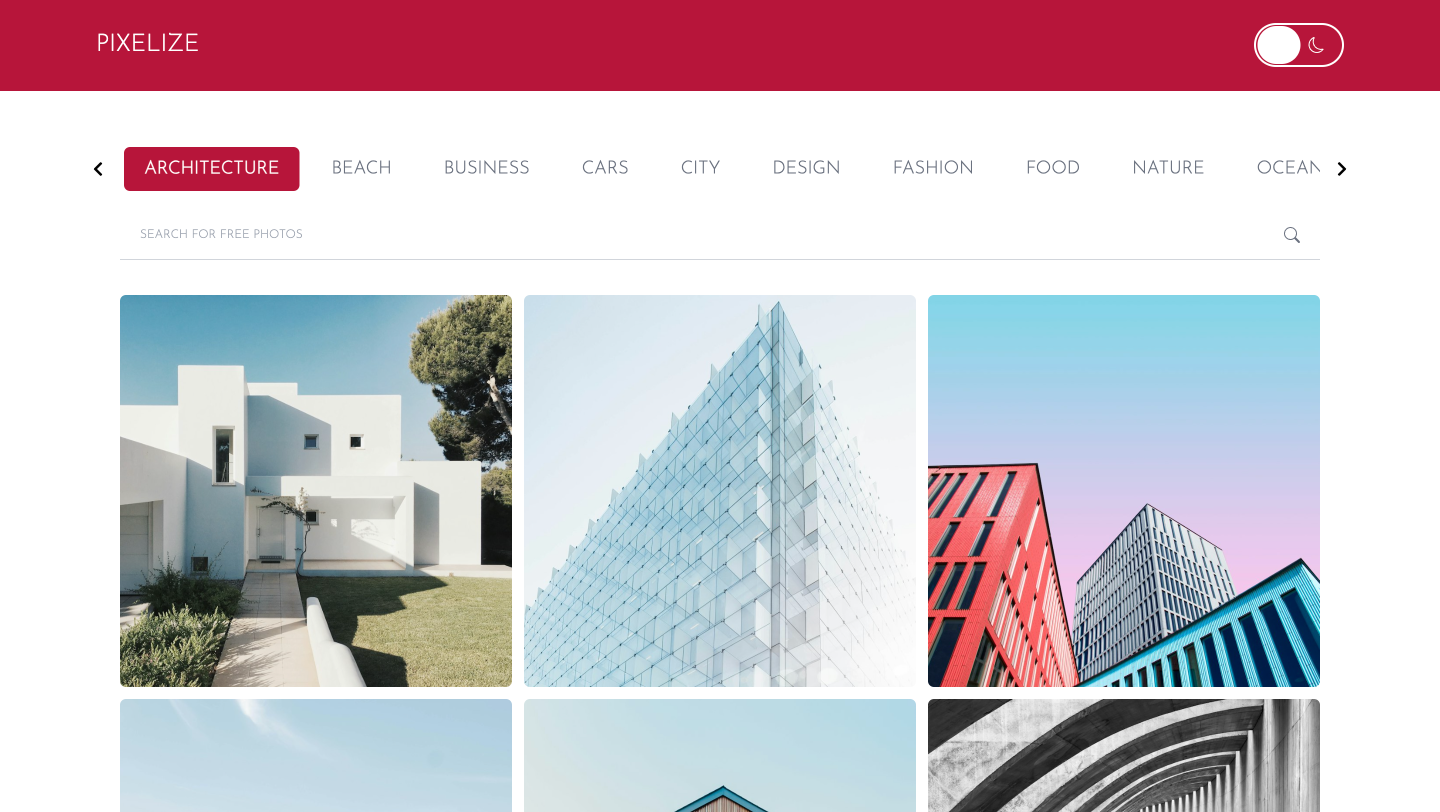 PIXELIZE
ARCHITECTURE BEACH BUSINESS CARS CITY DESIGN FASHION FOOD NATURE OCEAN
SEARCH FOR FREE PHOTOS